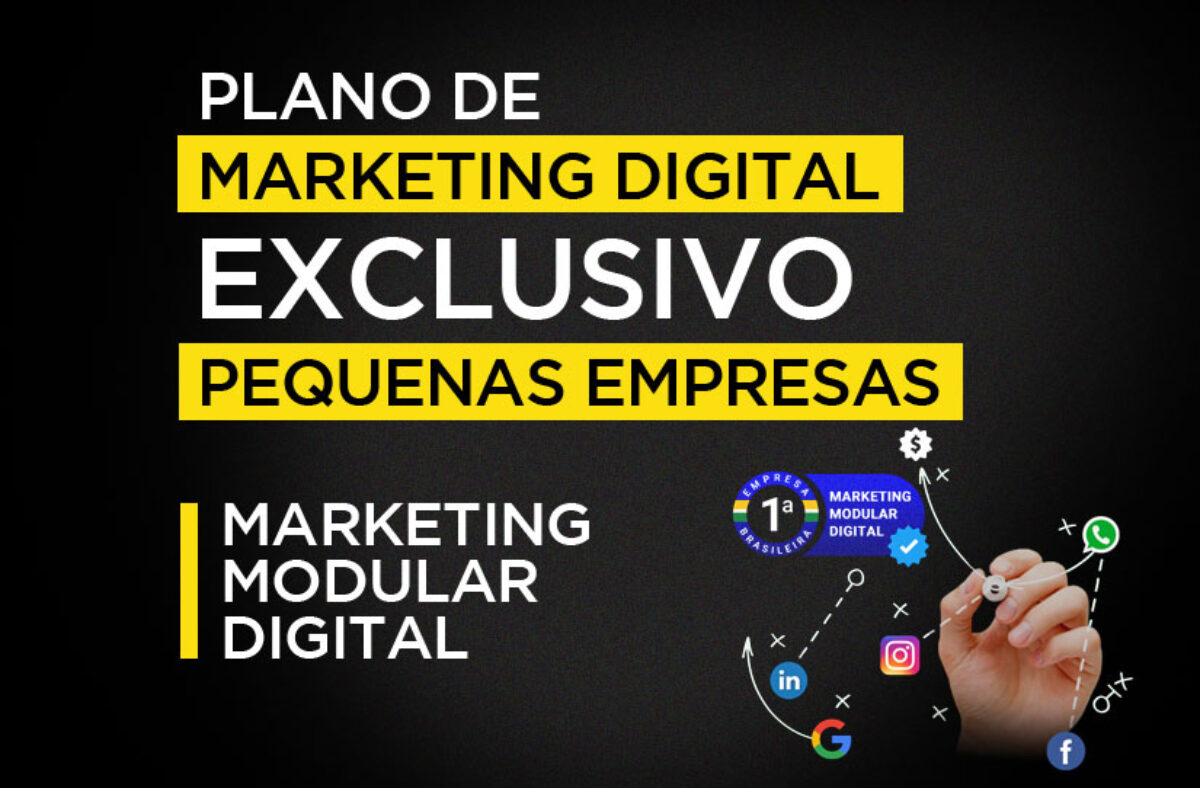 PLANO DE
MARKETING DIGITAL
EXCLUSIVO
PEQUENAS EMPRESAS
MARKETING
MODULAR
DIGITAL
$
EMPRESA
1ª
BRASILEIRA
MARKETING
MODULAR
DIGITAL
in
G
f